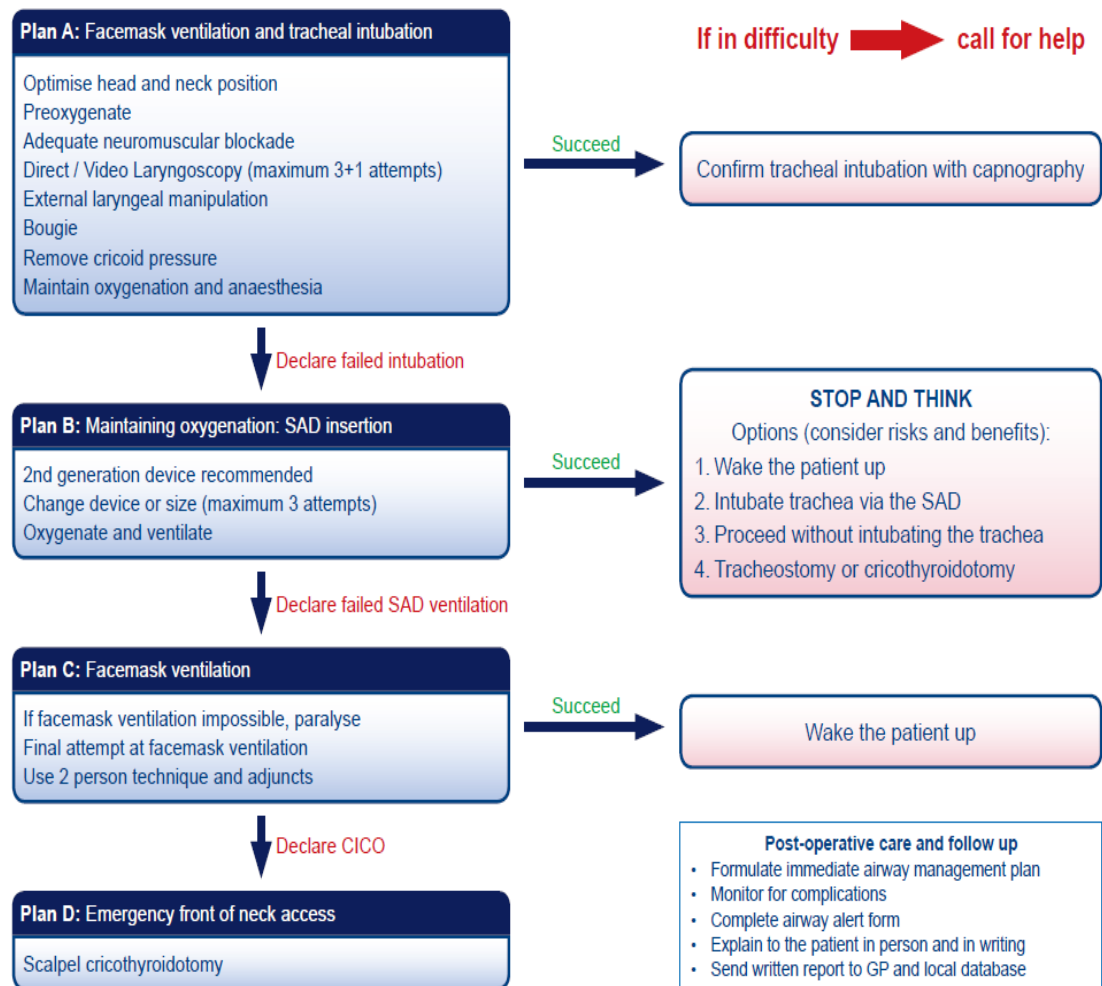 Plan A: Facemask ventilation and tracheal intubation
Optimise head and neck position
Preoxygenate
Adequate neuromuscular blockade
Direct / Video Laryngoscopy (maximum 3+1 attempts)
External laryngeal manipulation
Bougie
Remove cricoid pressure
Maintain oxygenation and anaesthesia
If in difficulty call for help
Succeed
Confirm tracheal intubation with capnography
Declare failed intubation
Plan B: Maintaining oxygenation: SAD insertion
2nd generation device recommended
Change device or size (maximum 3 attempts)
Oxygenate and ventilate
Succeed
STOP AND THINK
Options (consider risks and benefits):
1. Wake the patient up
2. Intubate trachea via the SAD
3. Proceed without intubating the trachea
4. Tracheostomy or cricothyroidotomy
Declare failed SAD ventilation
Plan C: Facemask ventilation
If facemask ventilation impossible, paralyse
Final attempt at facemask ventilation
Use 2 person technique and adjuncts
Succeed
Wake the patient up
Declare CICO
Plan D: Emergency front of neck access
Scalpel cricothyroidotomy
Post-operative care and follow up
• Formulate immediate airway management plan
• Monitor for complications
• Complete airway alert form
• Explain to the patient in person and in writing
• Send written report to GP and local database